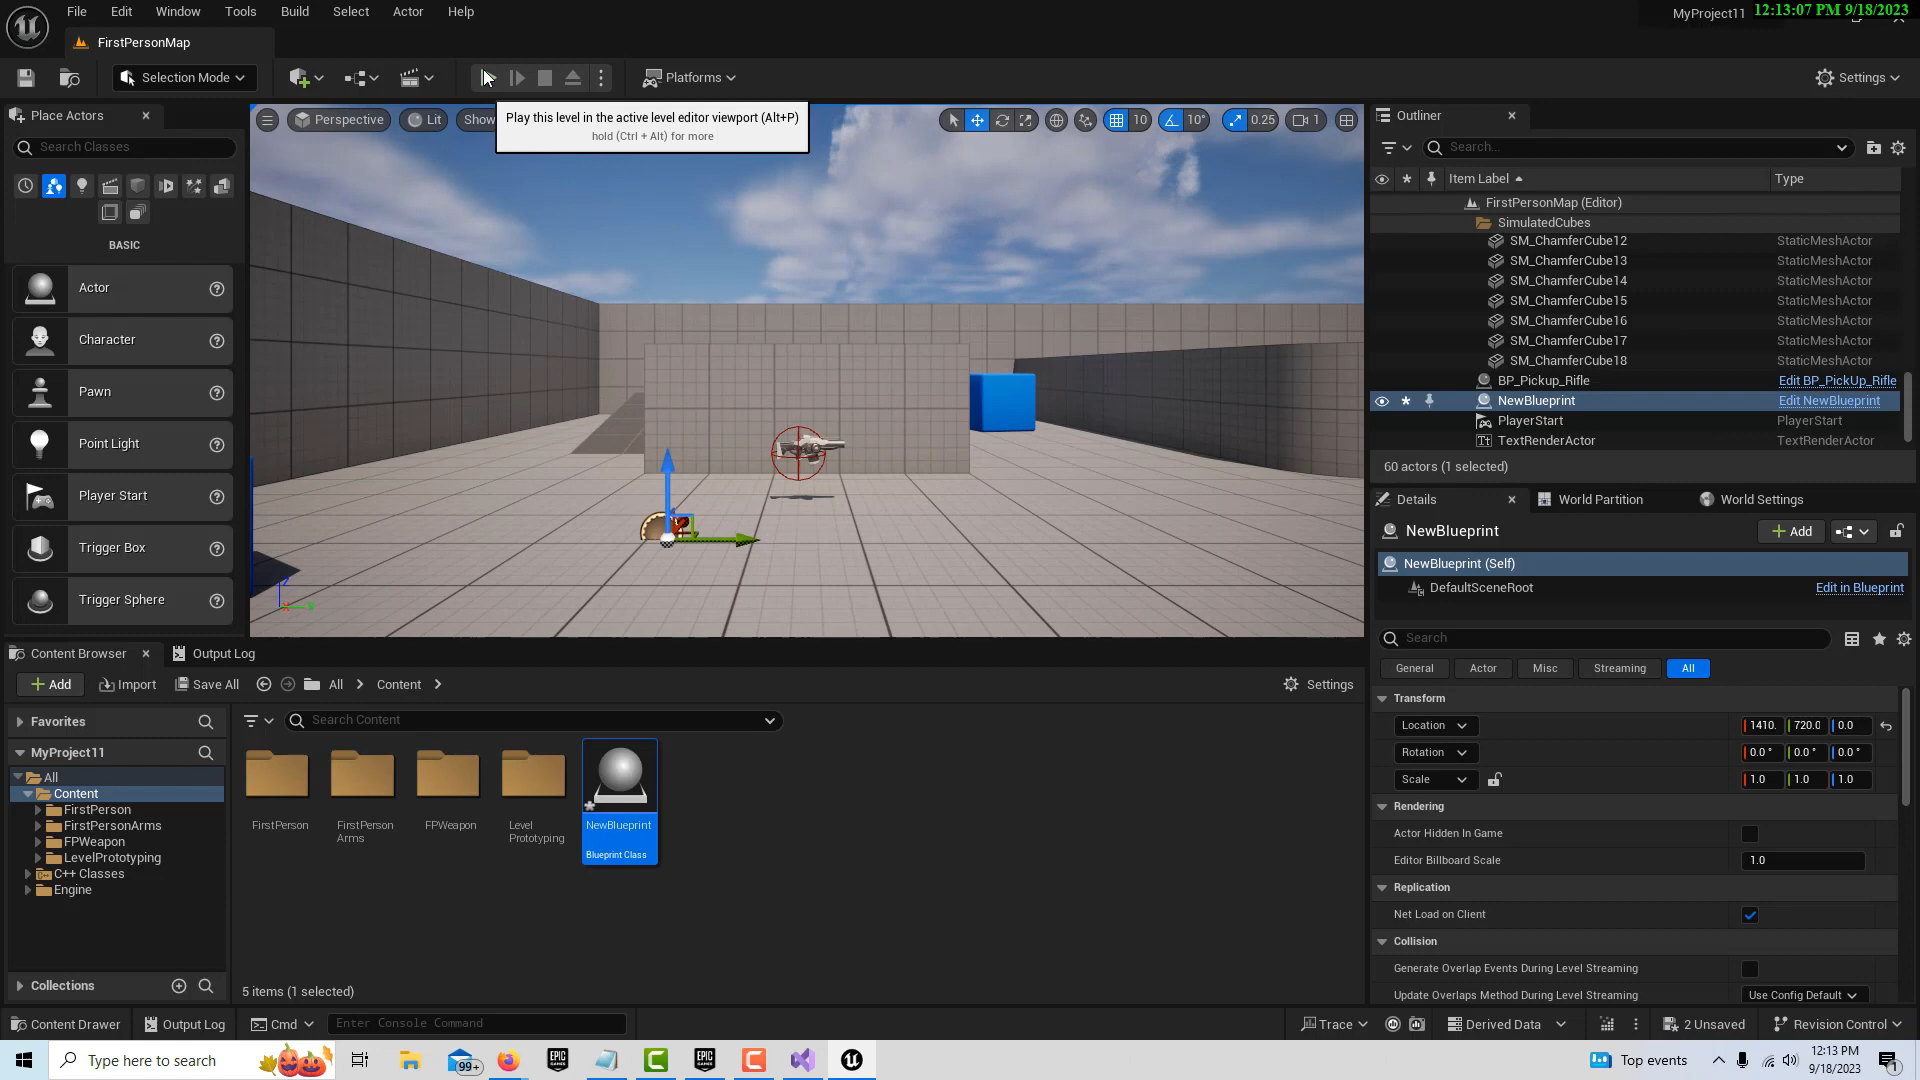 File Edit Window Tools Build Select Actor Help
MyProject11
12:13:07 PM 9/18/2023
FirstPersonMap
Selection Mode
Platforms
Settings
Place Actors
Search Classes
BASIC
Actor
Character
Pawn
Point Light
Player Start
Trigger Box
Trigger Sphere
Perspective Lit Show
Play this level in the active level editor viewport (Alt+P)
hold (Ctrl + Alt) for more
10 10° 0.25 1
Outliner
Search...
Item Label Type
FirstPersonMap (Editor)
SimulatedCubes
SM_ChamferCube12 StaticMeshActor
SM_ChamferCube13 StaticMeshActor
SM_ChamferCube14 StaticMeshActor
SM_ChamferCube15 StaticMeshActor
SM_ChamferCube16 StaticMeshActor
SM_ChamferCube17 StaticMeshActor
SM_ChamferCube18 StaticMeshActor
BP_Pickup_Rifle Edit BP_PickUp_Rifle
NewBlueprint Edit NewBlueprint
PlayerStart PlayerStart
TextRenderActor TextRenderActor
60 actors (1 selected)
Details World Partition World Settings
NewBlueprint Add
NewBlueprint (Self)
DefaultSceneRoot Edit in Blueprint
Search
General Actor Misc Streaming All
Transform
Location 1410. 720.0 0.0
Rotation 0.0 ° 0.0 ° 0.0 °
Scale 1.0 1.0 1.0
Rendering
Actor Hidden In Game
Editor Billboard Scale 1.0
Replication
Net Load on Client
Collision
Generate Overlap Events During Level Streaming
Update Overlaps Method During Level Streaming Use Config Default
Content Browser Output Log
Add Import Save All All Content Settings
Favorites
Search Content
MyProject11
All
Content
FirstPerson
FirstPersonArms
FPWeapon
LevelPrototyping
C++ Classes
Engine
Collections
FirstPerson
FirstPerson
Arms
FPWeapon
Level
Prototyping
NewBlueprint
Blueprint Class
5 items (1 selected)
Content Drawer Output Log Cmd Enter Console Command Trace Derived Data 2 Unsaved Revision Control
Type here to search
99+
EPIC
GAMES
EPIC
GAMES
Top events
12:13 PM
9/18/2023
1